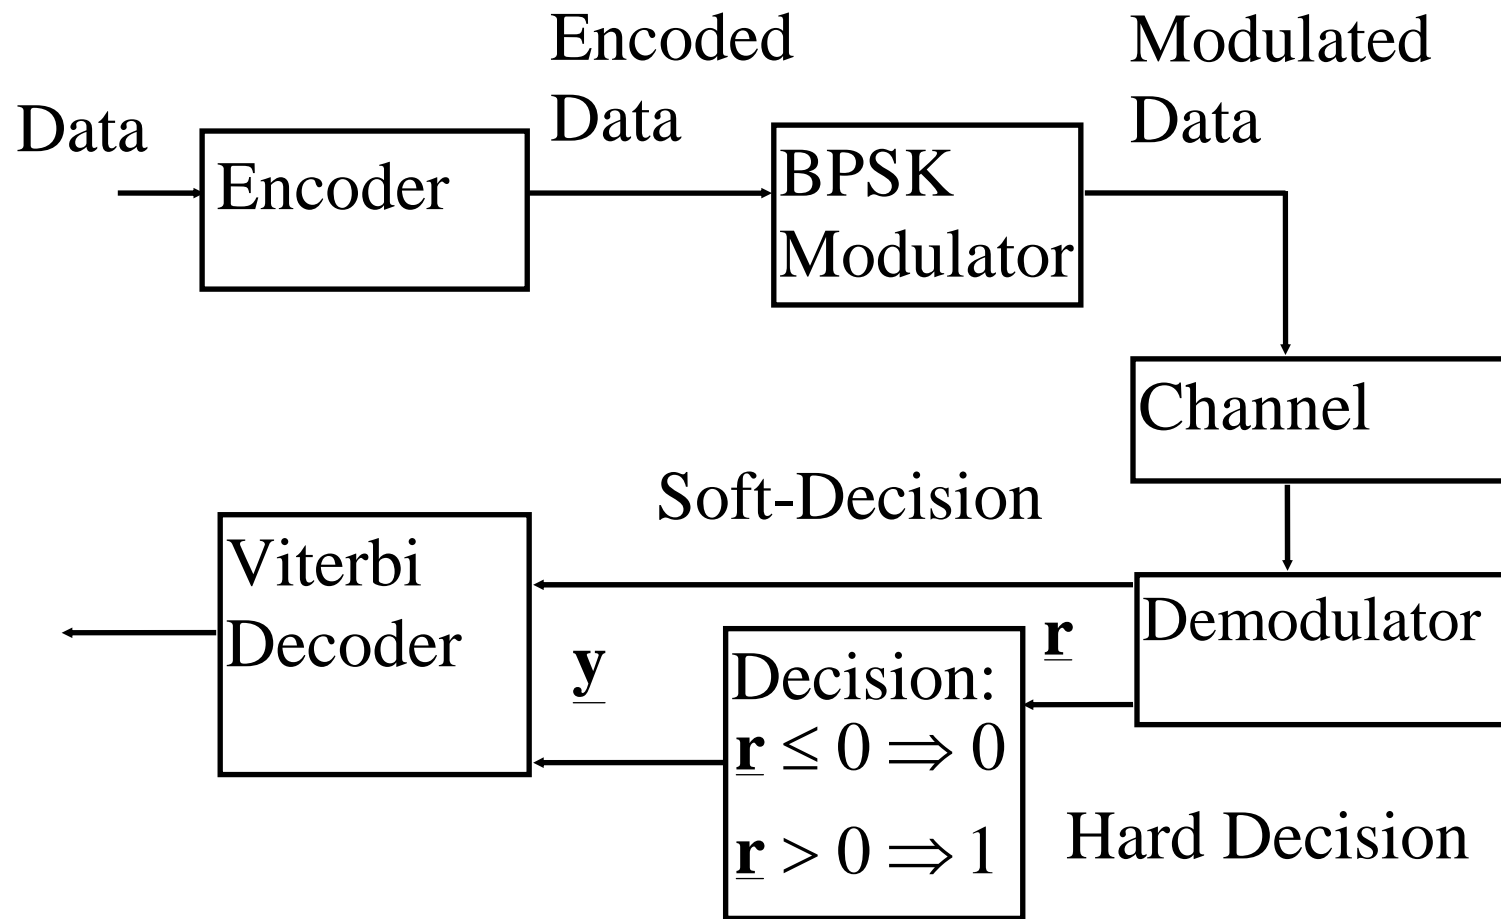 Data
Encoder
Encoded
Data
BPSK
Modulator
Modulated
Data
Channel
Demodulator
Soft-Decision
r
Decision:
r ≤ 0 ⇒ 0
r > 0 ⇒ 1
Hard Decision
y
Viterbi
Decoder